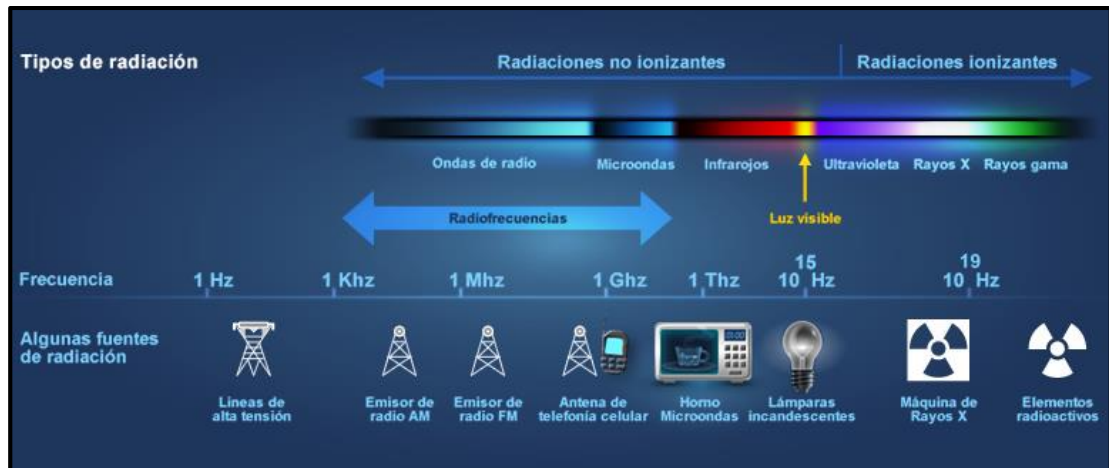 Tipos de radiación
Radiaciones no ionizantes
Radiaciones ionizantes
Ondas de radio
Microondas
Infrarojos
Ultravioleta
Rayos X
Rayos gama
Radiofrecuencias
Luz visible
Frecuencia
1 Hz
1 Khz
1 Mhz
1 Ghz
1 Thz
10 15 Hz
10 19 Hz
Algunas fuentes
de radiación
Líneas de
alta tensión
Emisor de
radio AM
Emisor de
radio FM
Antena de
telefonía celular
Horno
Microondas
Lámparas
incandescentes
Máquina de
Rayos X
Elementos
radioactivos